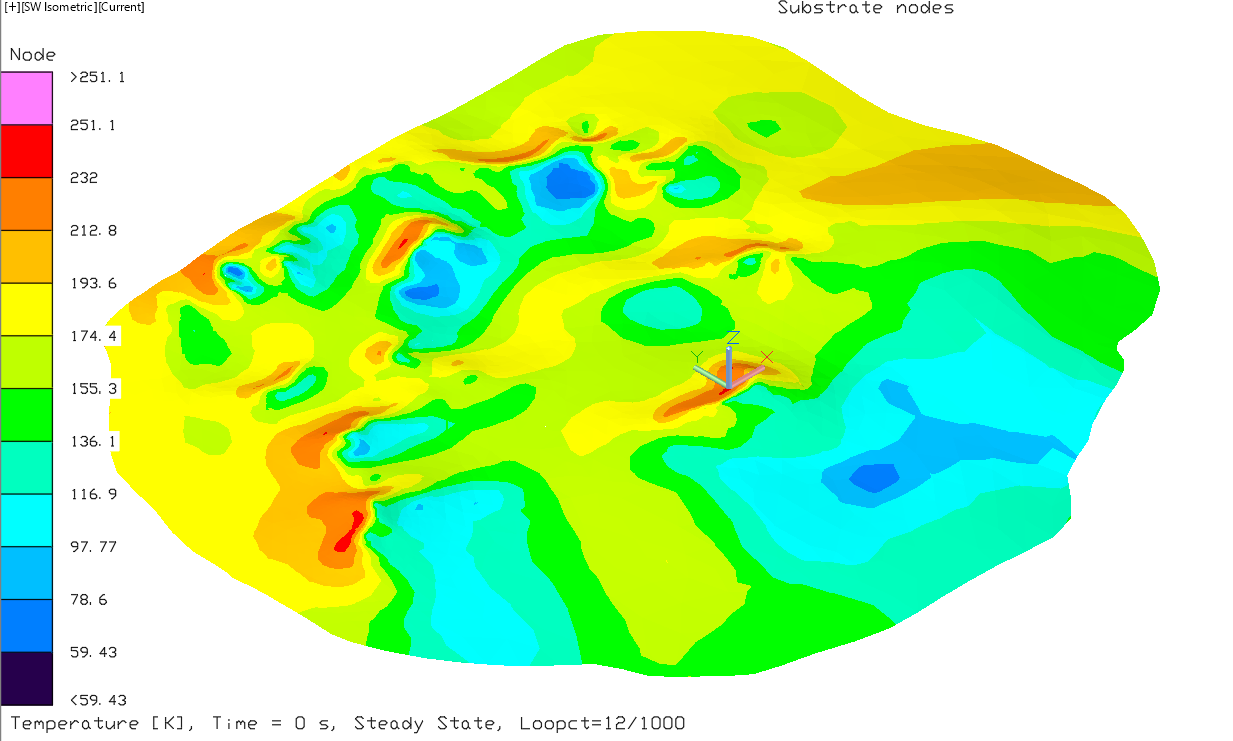 [+][SW Isometric][Current]
Substrate nodes
Node
>251.1
251.1
232
212.8
193.6
174.4
155.3
136.1
116.9
97.77
78.6
59.43
<59.43
Z
Y
X
Temperature [K], Time = 0 s, Steady State, Loopct=12/1000